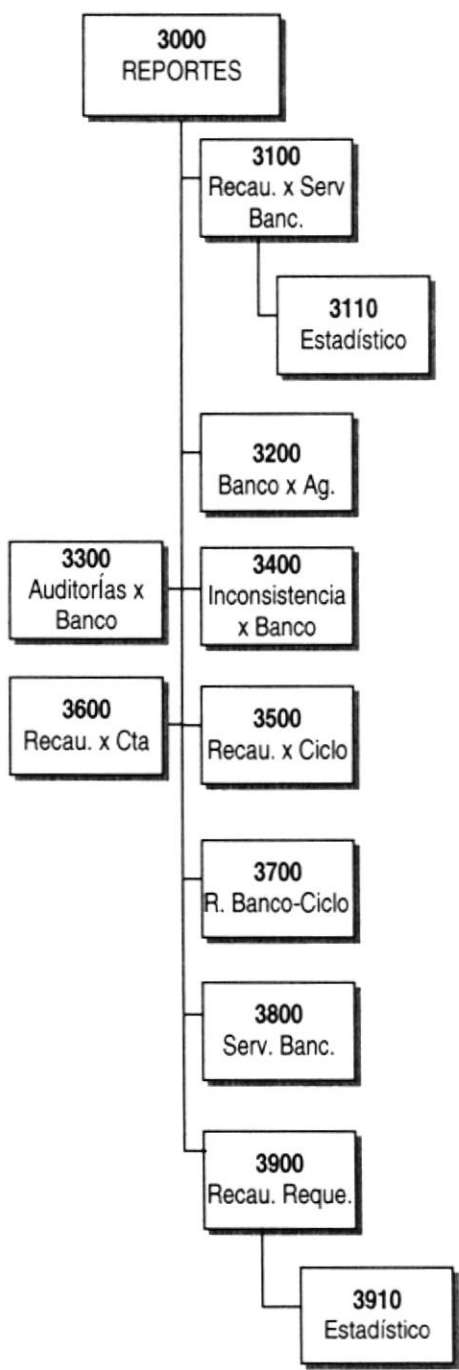 3000
REPORTES
3100
Recau. x Serv
Banc.
3110
Estadístico
3200
Banco x Ag.
3300
AuditorÍas x
Banco
3400
Inconsistencia
x Banco
3600
Recau. x Cta
3500
Recau. x Ciclo
3700
R. Banco-Ciclo
3800
Serv. Banc.
3900
Recau. Reque.
3910
Estadístico